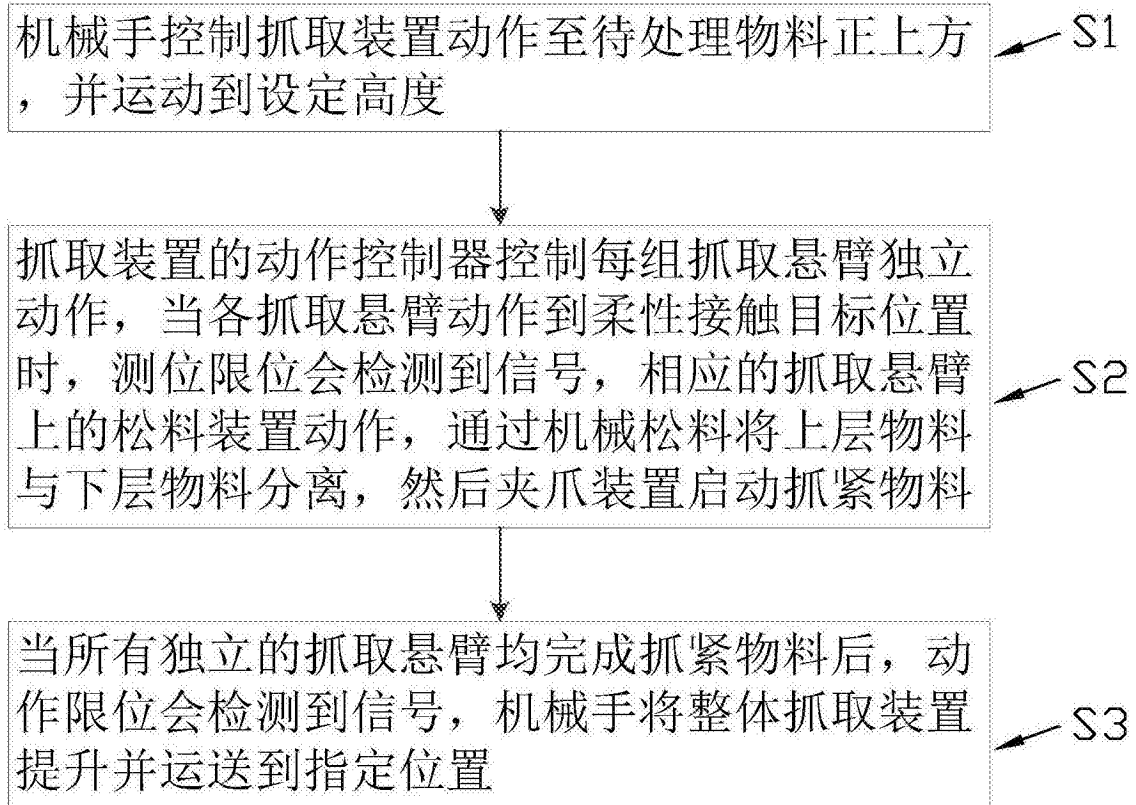 机械手控制抓取装置动作至待处理物料正上方
，并运动到设定高度
S1
抓取装置的动作控制器控制每组抓取悬臂独立
动作，当各抓取悬臂动作到柔性接触目标位置
时，测位限位会检测到信号，相应的抓取悬臂
上的松料装置动作，通过机械松料将上层物料
与下层物料分离，然后夹爪装置启动抓紧物料
S2
当所有独立的抓取悬臂均完成抓紧物料后，动
作限位会检测到信号，机械手将整体抓取装置
提升并运送到指定位置
S3